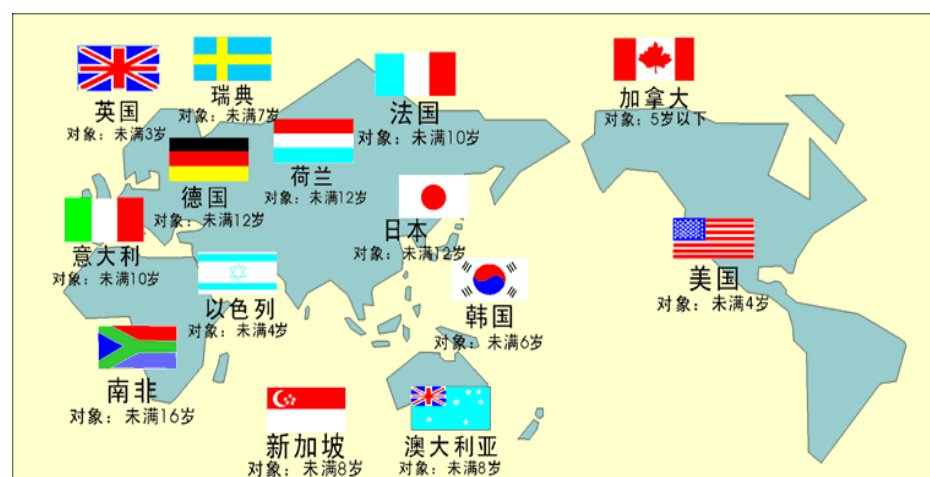 英国
对象：未满3岁
瑞典
对象：未满7岁
法国
对象：未满10岁
加拿大
对象：5岁以下
德国
对象：未满12岁
荷兰
对象：未满12岁
日本
对象：未满12岁
意大利
对象：未满10岁
以色列
对象：未满4岁
韩国
对象：未满6岁
美国
对象：未满4岁
南非
对象：未满16岁
新加坡
对象：未满8岁
澳大利亚
对象：未满8岁